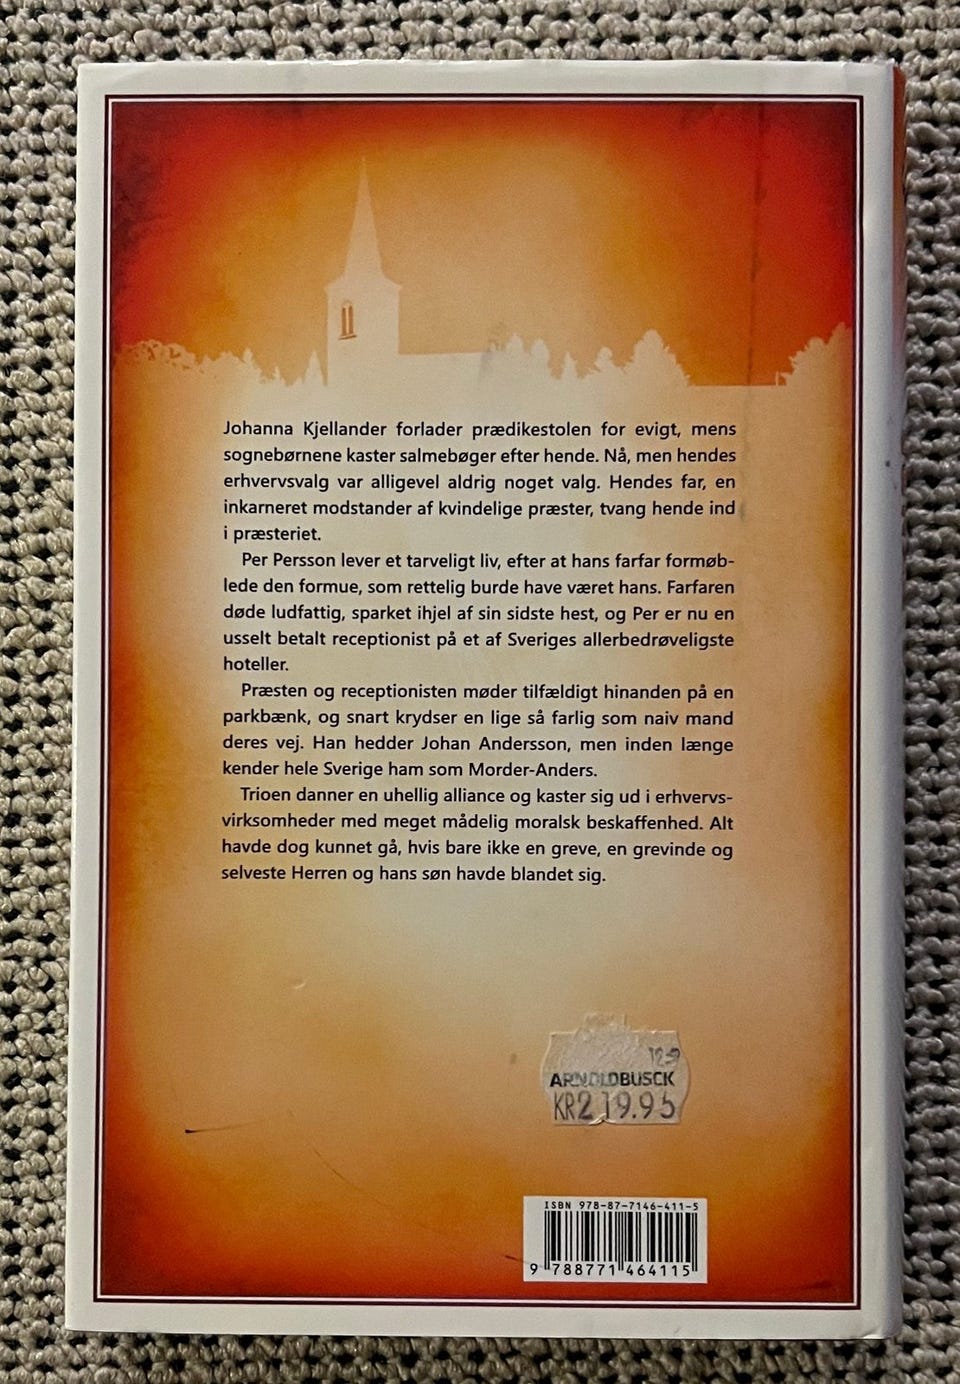 Johanna Kjellander forlader prædikestolen for evigt, mens
sognebørnene kaster salmebøger efter hende. Nå, men hendes
erhvervsvalg var alligevel aldrig noget valg. Hendes far, en
inkarneret modstander af kvindelige præster, tvang hende ind
i præsteriet.
Per Persson lever et tarveligt liv, efter at hans farfar formøb-
lede den formue, som rettelig burde have været hans. Farfaren
døde ludfattig, sparket ihjel af sin sidste hest, og Per er nu en
usselt betalt receptionist på et af Sveriges allerbedrøveligste
hoteller.
Præsten og receptionisten møder tilfældigt hinanden på en
parkbænk, og snart krydser en lige så farlig som naiv mand
deres vej. Han hedder Johan Andersson, men inden længe
kender hele Sverige ham som Morder-Anders.
Trioen danner en uhellig alliance og kaster sig ud i erhvervs-
virksomheder med meget mådelig moralsk beskaffenhed. Alt
havde dog kunnet gå, hvis bare ikke en greve, en grevinde og
selveste Herren og hans søn havde blandet sig.
ARNOLDBUSCK
KR219.95
ISBN 978-87-7146-411-5
9 788771 464115